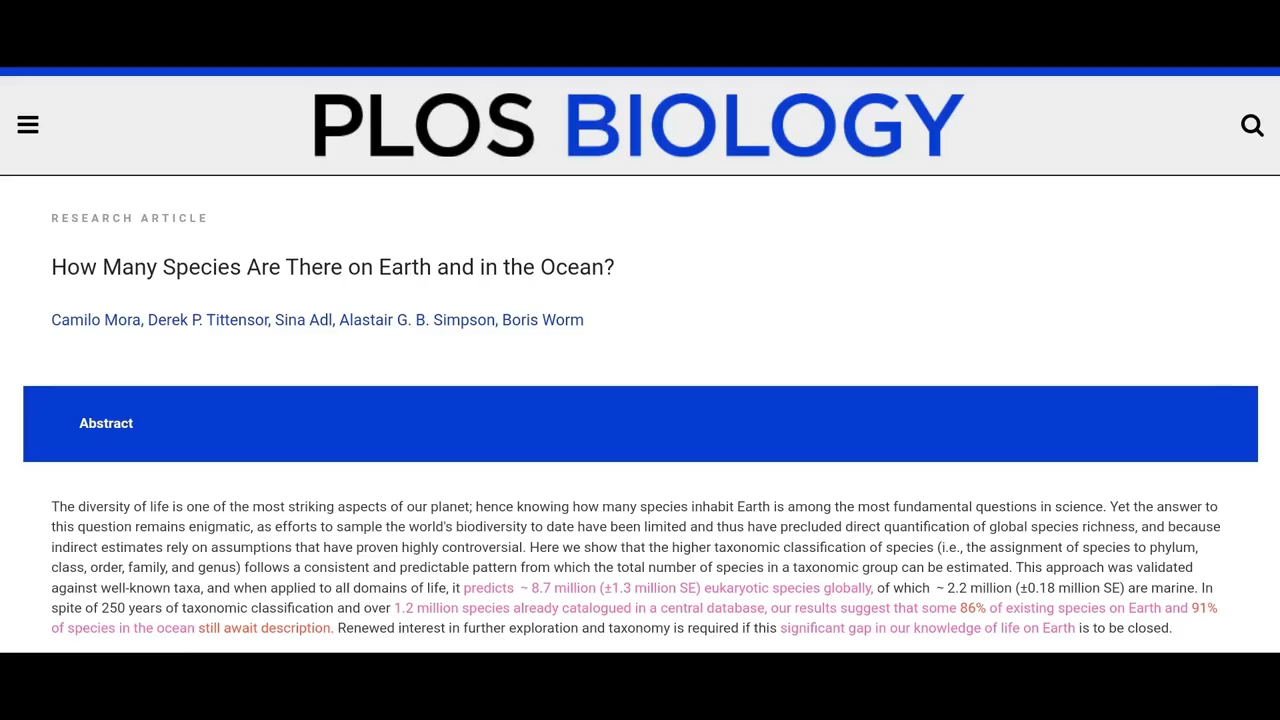 PLOS BIOLOGY
RESEARCH ARTICLE
How Many Species Are There on Earth and in the Ocean?
Camilo Mora, Derek P. Tittensor, Sina Adl, Alastair G. B. Simpson, Boris Worm
Abstract
The diversity of life is one of the most striking aspects of our planet; hence knowing how many species inhabit Earth is among the most fundamental questions in science. Yet the answer to
this question remains enigmatic, as efforts to sample the world's biodiversity to date have been limited and thus have precluded direct quantification of global species richness, and because
indirect estimates rely on assumptions that have proven highly controversial. Here we show that the higher taxonomic classification of species (i.e., the assignment of species to phylum,
class, order, family, and genus) follows a consistent and predictable pattern from which the total number of species in a taxonomic group can be estimated. This approach was validated
against well-known taxa, and when applied to all domains of life, it predicts ~ 8.7 million (±1.3 million SE) eukaryotic species globally, of which ~ 2.2 million (±0.18 million SE) are marine. In
spite of 250 years of taxonomic classification and over 1.2 million species already catalogued in a central database, our results suggest that some 86% of existing species on Earth and 91%
of species in the ocean still await description. Renewed interest in further exploration and taxonomy is required if this significant gap in our knowledge of life on Earth is to be closed.